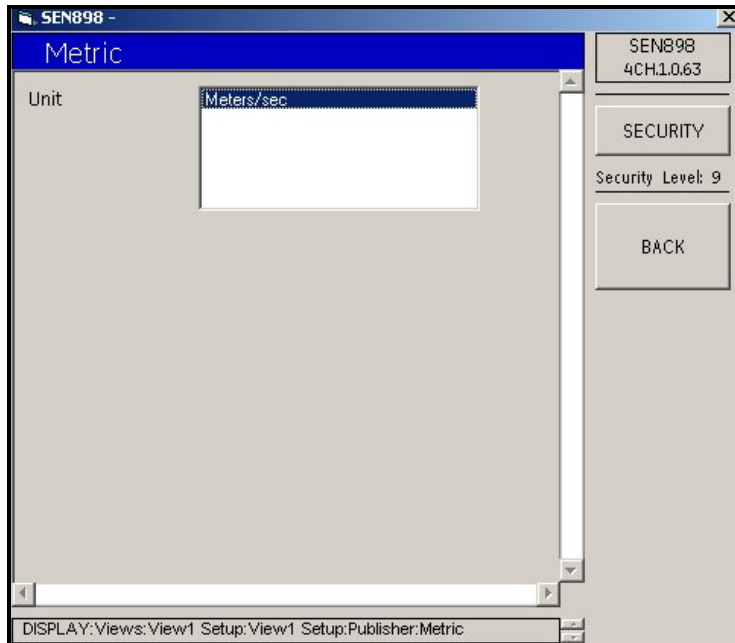 SEN898 -
Metric
Unit
Meters/sec
SEN898
4CH.1.0.63
SECURITY
Security Level: 9
BACK
DISPLAY:Views:View1 Setup:View1 Setup:Publisher:Metric